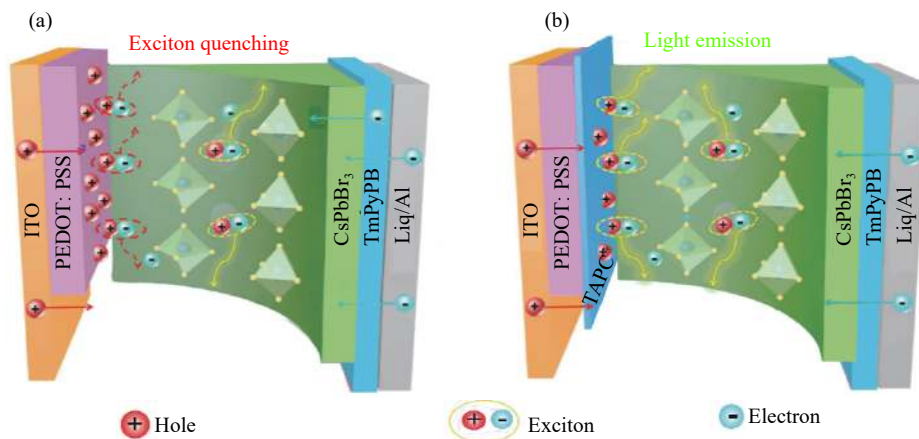 (a)
Exciton quenching
ITO
PEDOT: PSS
CsPbBr3
TmPyPB
Liq/Al
(b)
Light emission
ITO
PEDOT: PSS
TAPC
CsPbBr3
TmPyPB
Liq/Al
Hole
Exciton
Electron